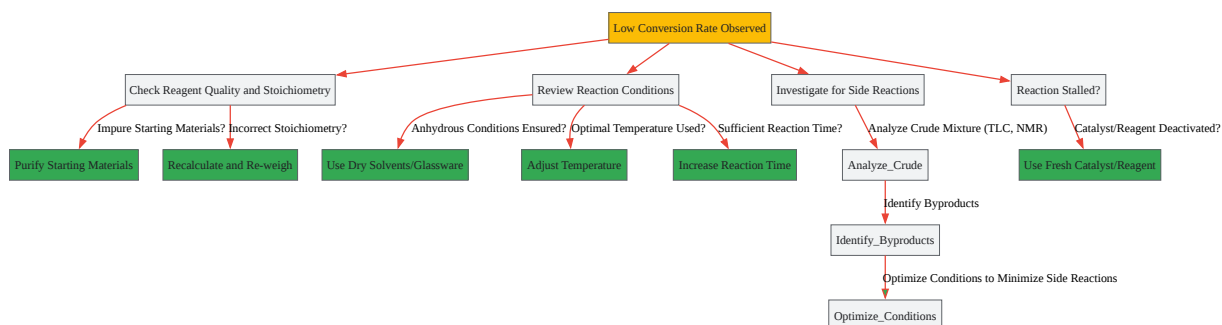 Low Conversion Rate Observed
Check Reagent Quality and Stoichiometry
Review Reaction Conditions
Investigate for Side Reactions
Reaction Stalled?
Impure Starting Materials?
Incorrect Stoichiometry?
Anhydrous Conditions Ensured?
Optimal Temperature Used?
Sufficient Reaction Time?
Analyze Crude Mixture (TLC, NMR)
Catalyst/Reagent Deactivated?
Purify Starting Materials
Recalculate and Re-weigh
Use Dry Solvents/Glassware
Adjust Temperature
Increase Reaction Time
Analyze_Crude
Use Fresh Catalyst/Reagent
Identify Byproducts
Identify_Byproducts
Optimize Conditions to Minimize Side Reactions
Optimize_Conditions